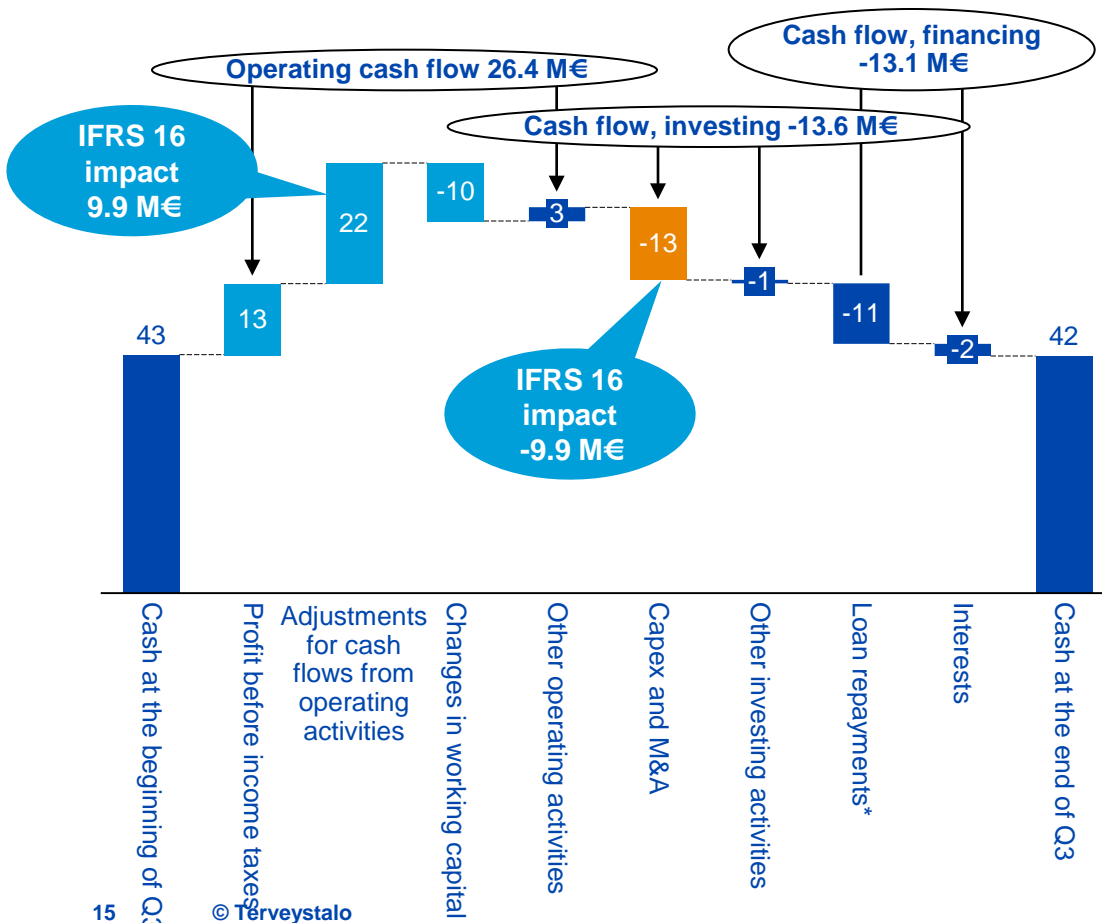 Cash flow, financing
-13.1 M€
Operating cash flow 26.4 M€
Cash flow, investing -13.6 M€
IFRS 16
impact
9.9 M€
43
13
22
-10
3
-13
-1
-11
-2
42
IFRS 16
impact
-9.9 M€
Cash at the beginning of Q3
Profit before income taxes
Adjustments
for cash
flows from
operating
activities
Changes in working capital
Other operating activities
Capex and M&A
Other investing activities
Loan repayments*
Interests
Cash at the end of Q3
15 © Terveystalo